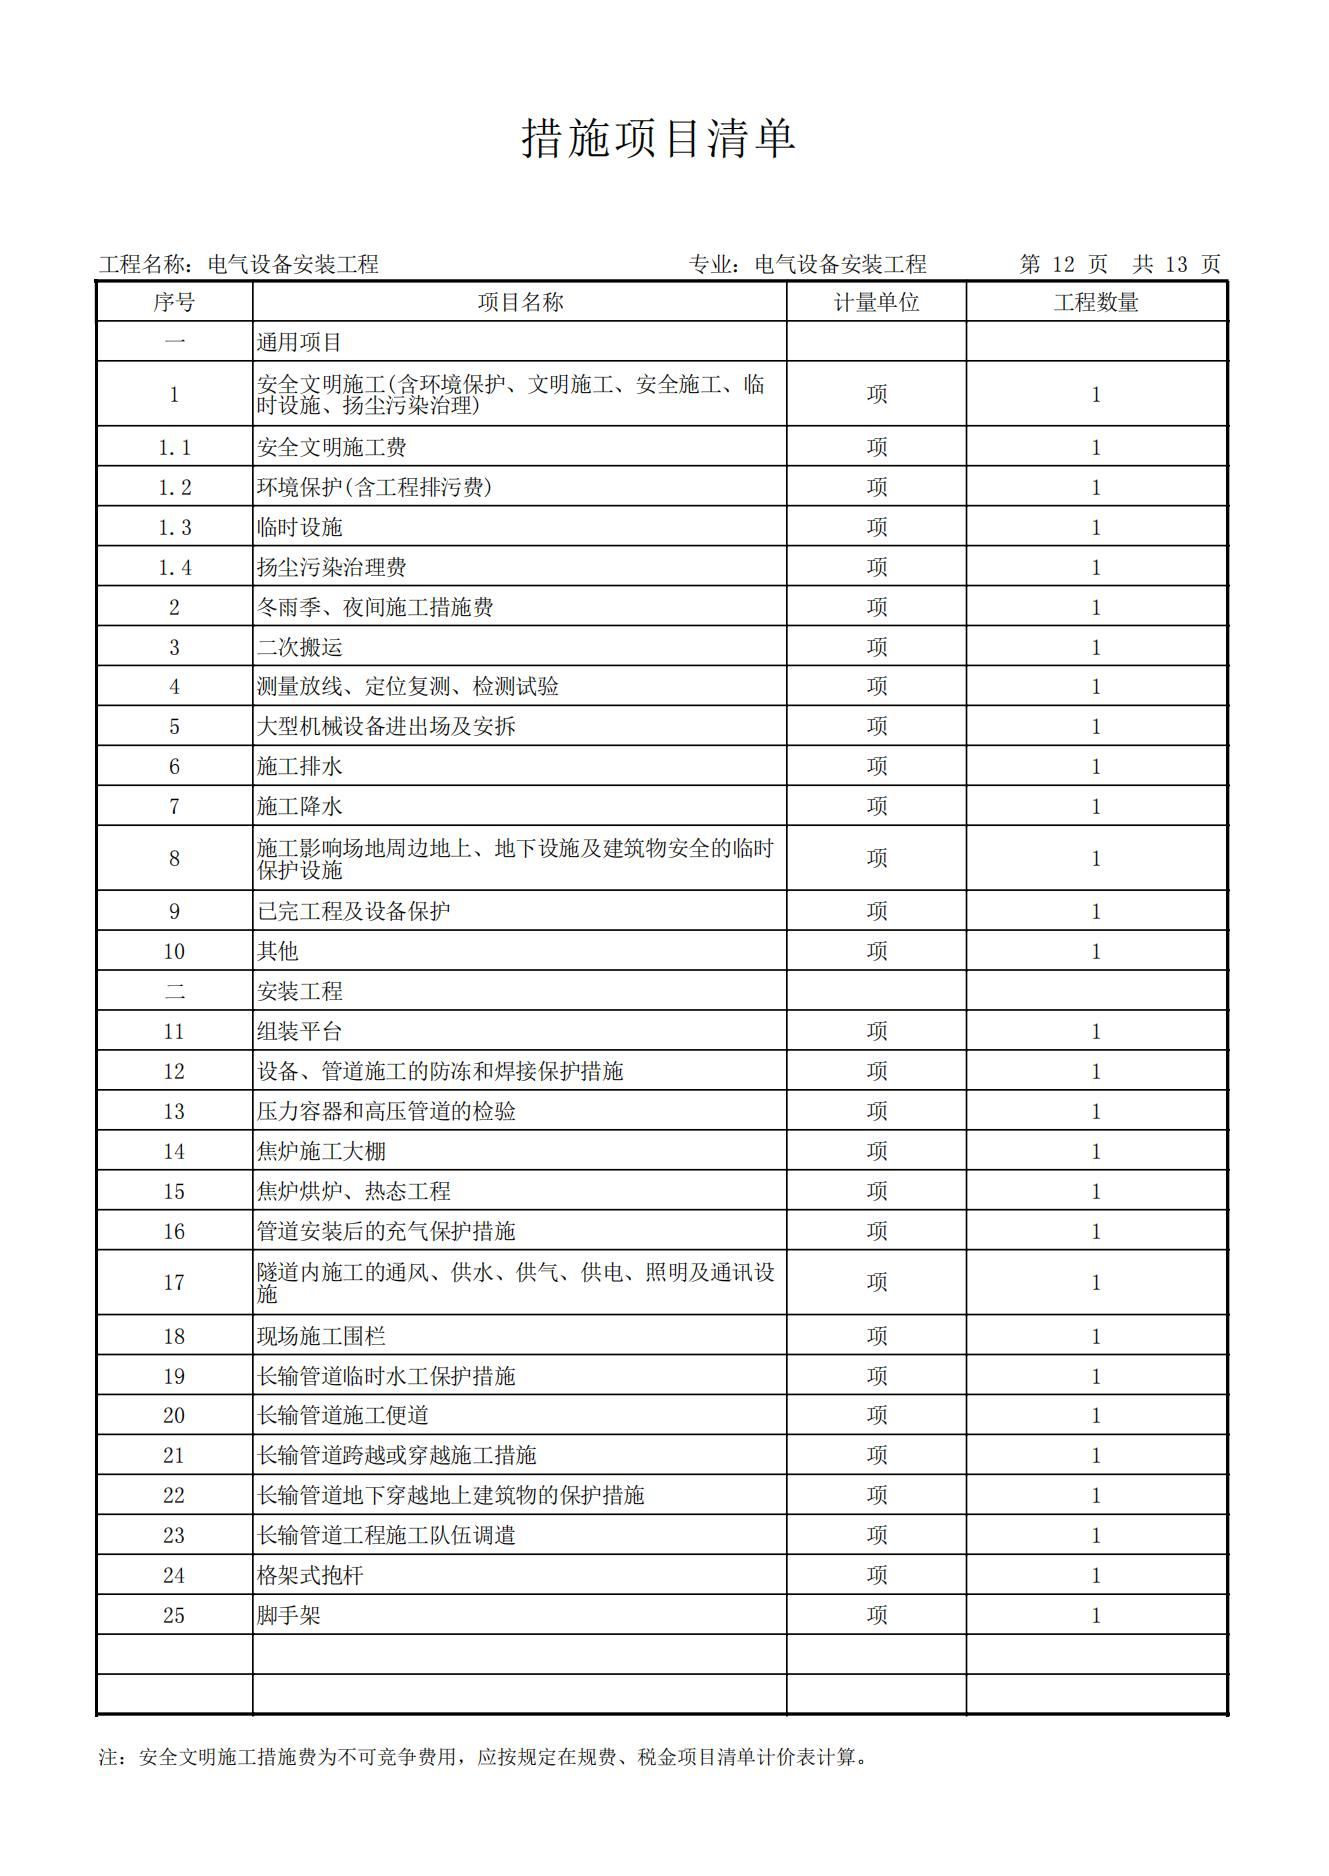 措施项目清单
工程名称：电气设备安装工程 专业：电气设备安装工程 第 12 页 共 13 页
序号 项目名称 计量单位 工程数量
一 通用项目
1 安全文明施工(含环境保护、文明施工、安全施工、临
时设施、扬尘污染治理) 项 1
1.1 安全文明施工费 项 1
1.2 环境保护(含工程排污费) 项 1
1.3 临时设施 项 1
1.4 扬尘污染治理费 项 1
2 冬雨季、夜间施工措施费 项 1
3 二次搬运 项 1
4 测量放线、定位复测、检测试验 项 1
5 大型机械设备进出场及安拆 项 1
6 施工排水 项 1
7 施工降水 项 1
8 施工影响场地周边地上、地下设施及建筑物安全的临时
保护设施 项 1
9 已完工程及设备保护 项 1
10 其他 项 1
二 安装工程
11 组装平台 项 1
12 设备、管道施工的防冻和焊接保护措施 项 1
13 压力容器和高压管道的检验 项 1
14 焦炉施工大棚 项 1
15 焦炉烘炉、热态工程 项 1
16 管道安装后的充气保护措施 项 1
17 隧道内施工的通风、供水、供气、供电、照明及通讯设
施 项 1
18 现场施工围栏 项 1
19 长输管道临时水工保护措施 项 1
20 长输管道施工便道 项 1
21 长输管道跨越或穿越施工措施 项 1
22 长输管道地下穿越地上建筑物的保护措施 项 1
23 长输管道工程施工队伍调遣 项 1
24 格架式抱杆 项 1
25 脚手架 项 1
注：安全文明施工措施费为不可竞争费用，应按规定在规费、税金项目清单计价表计算。